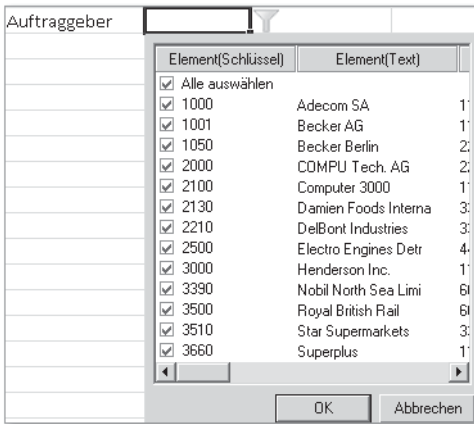 Auftraggeber
Element(Schlüssel) Element(Text)
Alle auswählen
1000 Adecom SA
1001 Becker AG
1050 Becker Berlin
2000 COMPU Tech. AG
2100 Computer 3000
2130 Damien Foods Interna
2210 DelBont Industries
2500 Electro Engines Detr
3000 Henderson Inc.
3390 Nobil North Sea Limi
3500 Royal British Rail
3510 Star Supermarkets
3660 Superplus
OK Abbrechen